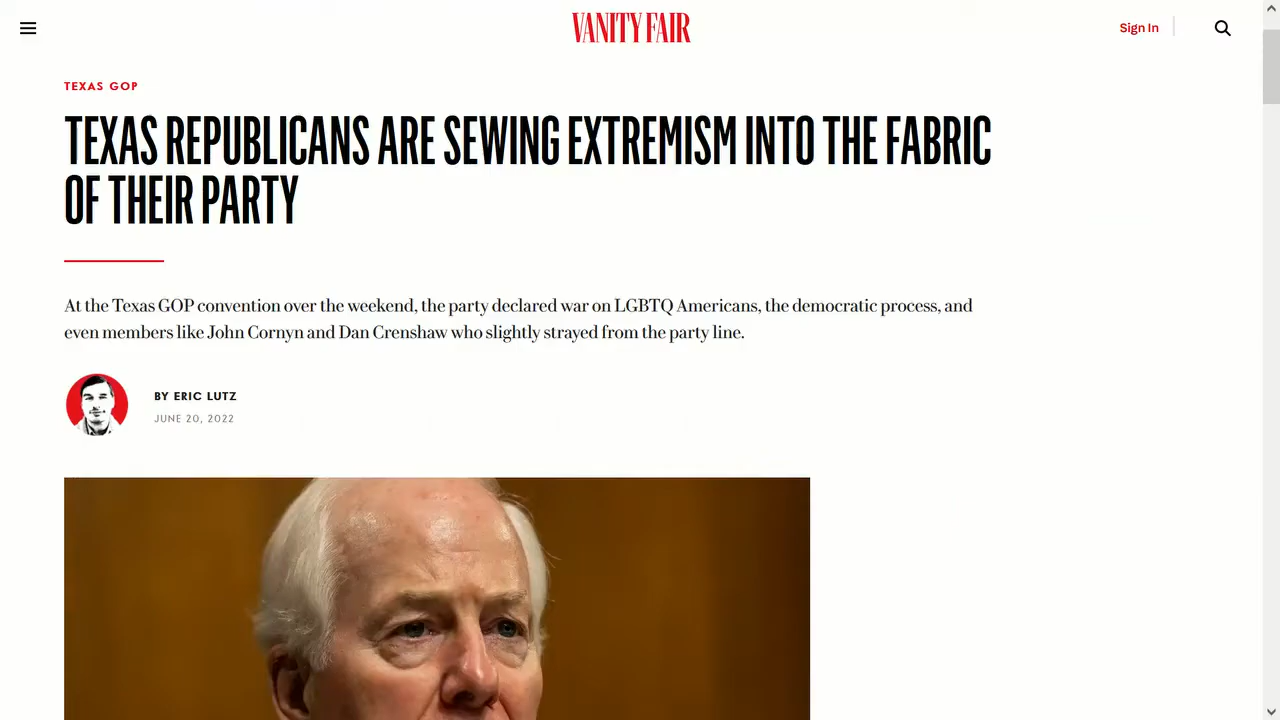 VANITY FAIR
Sign In
TEXAS GOP
TEXAS REPUBLICANS ARE SEWING EXTREMISM INTO THE FABRIC
OF THEIR PARTY
At the Texas GOP convention over the weekend, the party declared war on LGBTQ Americans, the democratic process, and
even members like John Cornyn and Dan Crenshaw who slightly strayed from the party line.
BY ERIC LUTZ
JUNE 20, 2022